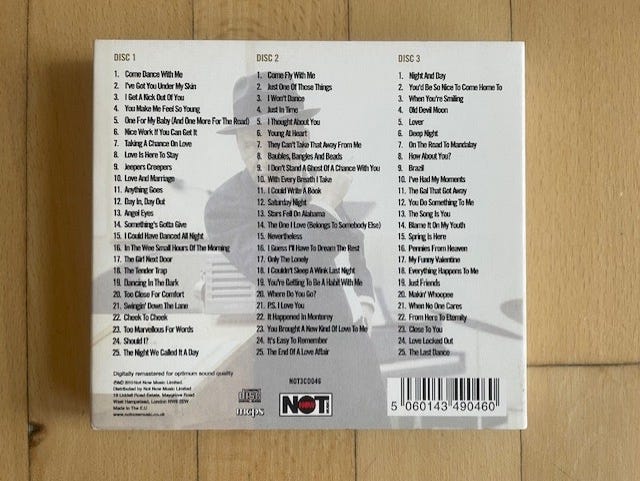 DISC 1
1. Come Dance With Me
2. I've Got You Under My Skin
3. I Get A Kick Out Of You
4. You Make Me Feel So Young
5. One For My Baby (And One More For The Road)
6. Nice Work If You Can Get It
7. Taking A Chance On Love
8. Love Is Here To Stay
9. Jeepers Creepers
10. Love And Marriage
11. Anything Goes
12. Day In, Day Out
13. Angel Eyes
14. Something's Gotta Give
15. I Could Have Danced All Night
16. In The Wee Small Hours Of The Morning
17. The Girl Next Door
18. The Tender Trap
19. Dancing In The Dark
20. Too Close For Comfort
21. Swingin' Down The Lane
22. Cheek To Cheek
23. Too Marvellous For Words
24. Should I?
25. The Night We Called It A Day
DISC 2
1. Come Fly With Me
2. Just One Of Those Things
3. I Won't Dance
4. Just In Time
5. I Thought About You
6. Young At Heart
7. They Can't Take That Away From Me
8. Baubles, Bangles And Beads
9. I Don't Stand A Ghost Of A Chance With You
10. With Every Breath I Take
11. I Could Write A Book
12. Saturday Night
13. Stars Fell On Alabama
14. The One I Love (Belongs To Somebody Else)
15. Nevertheless
16. I Guess I'll Have To Dream The Rest
17. Only The Lonely
18. I Couldn't Sleep A Wink Last Night
19. You're Getting To Be A Habit With Me
20. Where Do You Go?
21. P.S. I Love You
22. It Happened In Monterey
23. You Brought A New Kind Of Love To Me
24. It's Easy To Remember
25. The End Of A Love Affair
DISC 3
1. Night And Day
2. You'd Be So Nice To Come Home To
3. When You're Smiling
4. Old Devil Moon
5. Lover
6. Deep Night
7. On The Road To Mandalay
8. How About You?
9. Brazil
10. I've Had My Moments
11. The Gal That Got Away
12. You Do Something To Me
13. The Song Is You
14. Blame It On My Youth
15. Spring Is Here
16. Pennies From Heaven
17. My Funny Valentine
18. Everything Happens To Me
19. Just Friends
20. Makin' Whoopee
21. When No One Cares
22. From Here To Eternity
23. Close To You
24. Love Locked Out
25. The Last Dance
Digitally remastered for optimum sound quality
Not Now Music Limited.
Distributed by Not Now Music Limited,
Made In The E.U
www.notnowmusic.co.uk
disc
mcps
NOT3CD046
NOT
5 060143 490460